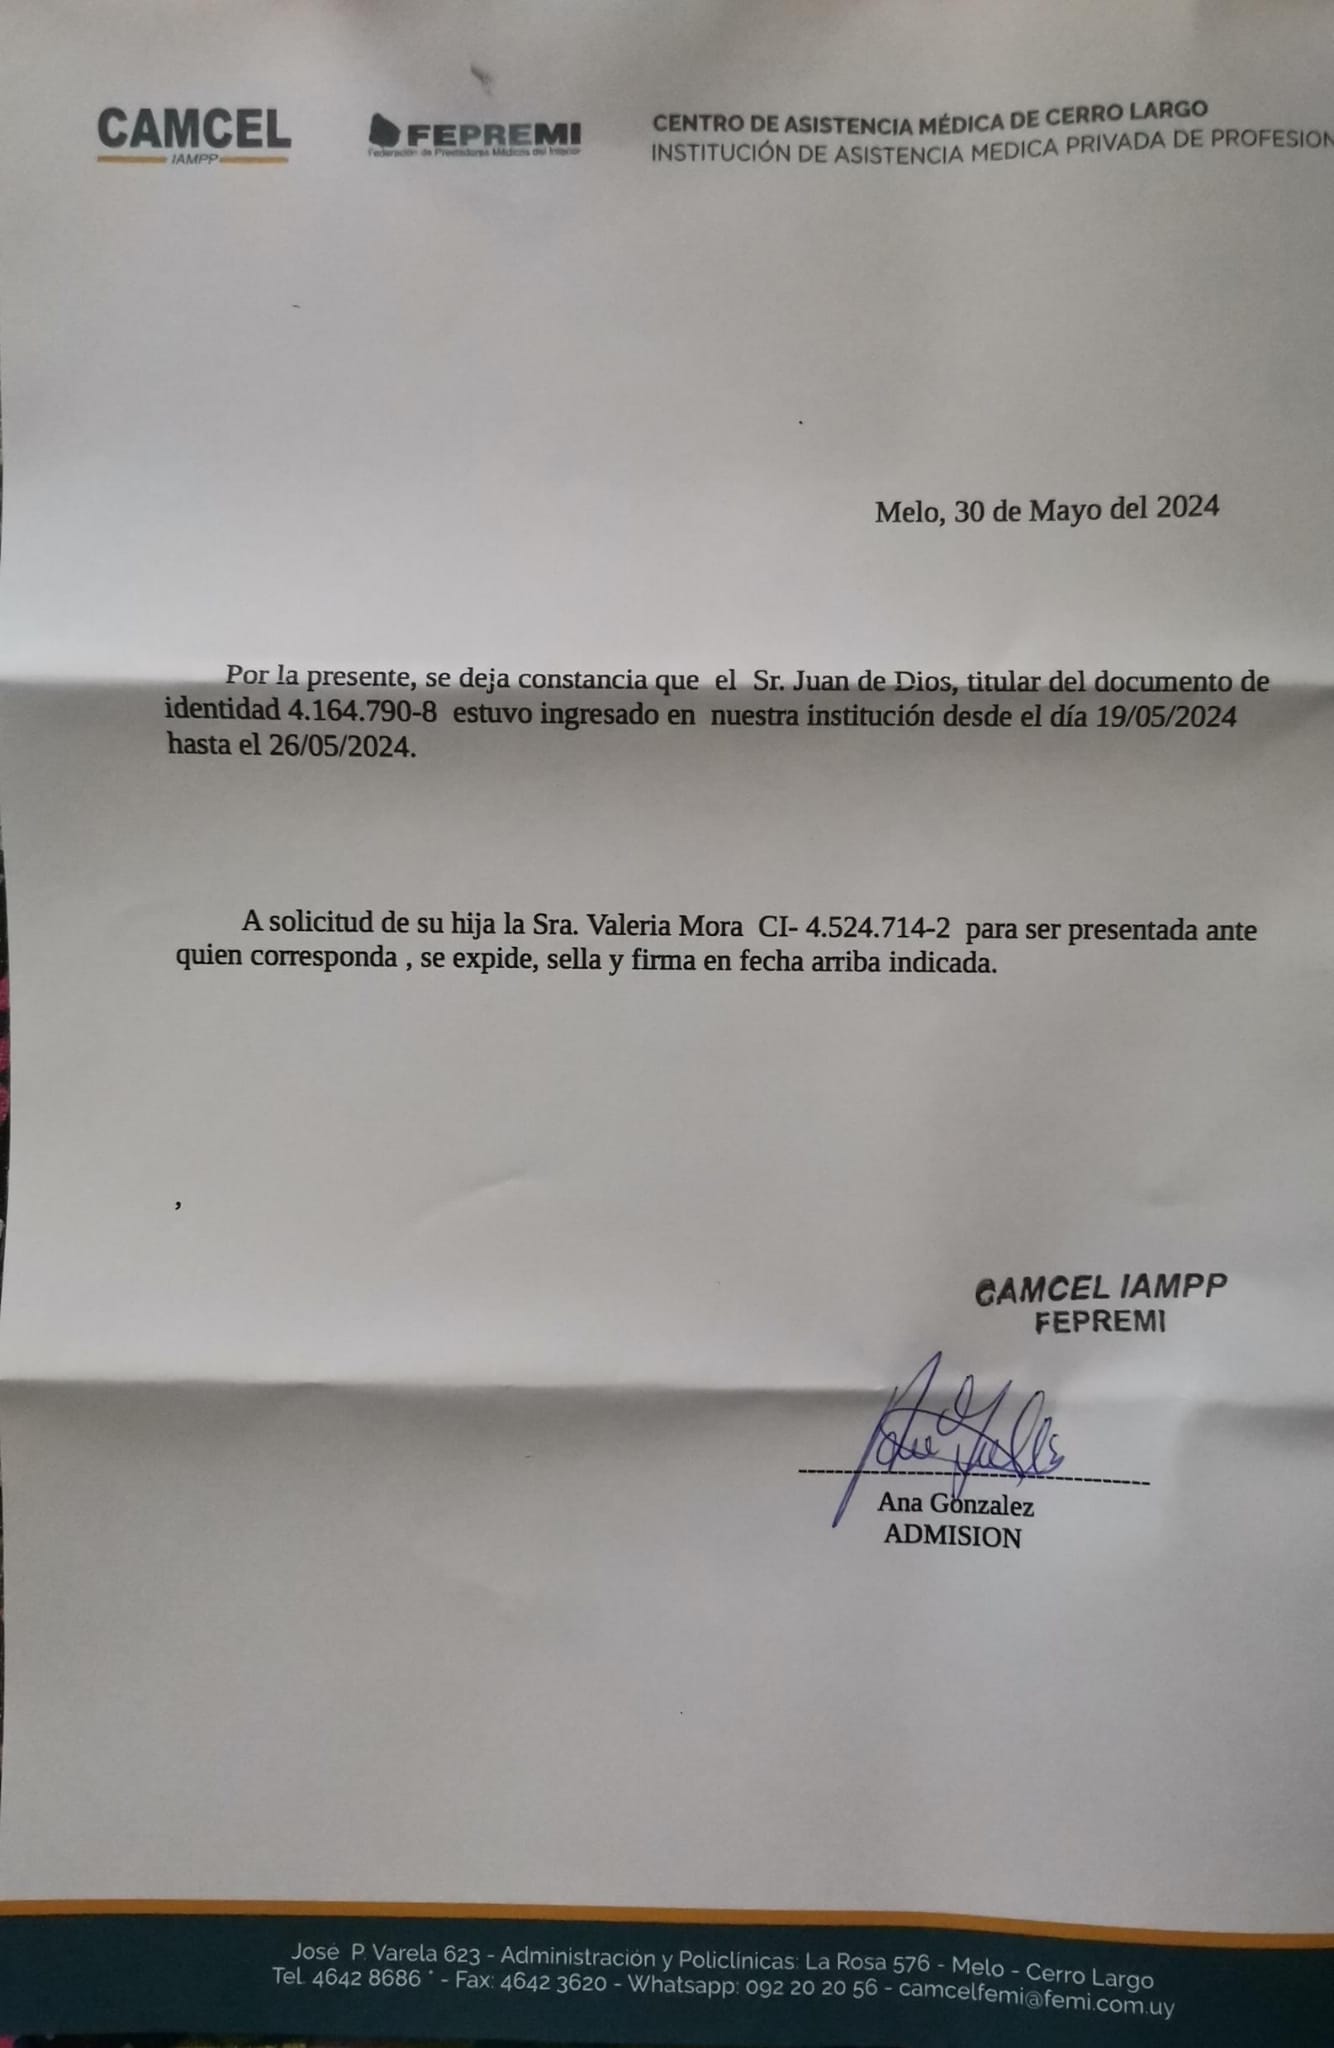 CAMCEL
IAMPP
FEPREMI
Federación de Prestadores Médicos del Interior
CENTRO DE ASISTENCIA MÉDICA DE CERRO LARGO
INSTITUCIÓN DE ASISTENCIA MEDICA PRIVADA DE PROFESION
Melo, 30 de Mayo del 2024
Por la presente, se deja constancia que el Sr. Juan de Dios, titular del documento de
identidad 4.164.790-8 estuvo ingresado en nuestra institución desde el día 19/05/2024
hasta el 26/05/2024.
A solicitud de su hija la Sra. Valeria Mora CI- 4.524.714-2 para ser presentada ante
quien corresponda , se expide, sella y firma en fecha arriba indicada.
,
CAMCEL IAMPP
FEPREMI
Ana Gonzalez
ADMISION
José P. Varela 623 - Administración y Policlínicas: La Rosa 576 - Melo - Cerro Largo
Tel. 4642 8686 * - Fax: 4642 3620 - Whatsapp: 092 20 20 56 - camcelfemi@femi.com.uy